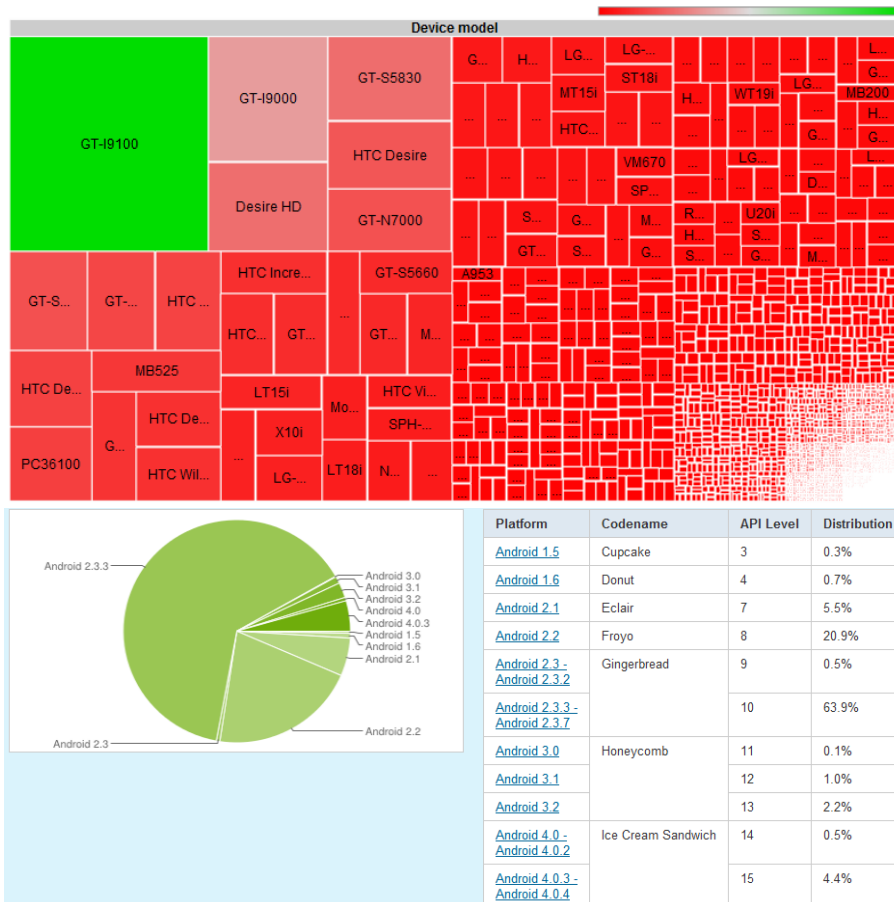 Device model
GT-I9100
GT-I9000
GT-S5830
HTC Desire
Desire HD
GT-N7000
G...
H...
LG...
LG-...
MT15i
ST18i
HTC...
VM670
SP...
S...
G...
M...
GT...
S...
G...
H...
WT19i
LG...
L...
G...
MB200
H...
G...
G...
LG...
D...
L...
R...
U20i
H...
S...
S...
G...
M...
A953
GT-S...
GT-...
HTC ...
HTC Incre...
GT-S5660
HTC...
GT...
...
GT...
M...
HTC De...
MB525
LT15i
HTC Vi...
G...
HTC De...
X10i
Mo...
SPH-...
PC36100
HTC Wil...
...
LG-...
LT18i
N...
...
Android 2.3.3
Android 3.0
Android 3.1
Android 3.2
Android 4.0
Android 4.0.3
Android 1.5
Android 1.6
Android 2.1
Android 2.2
Android 2.3
Platform Codename API Level Distribution
Android 1.5 Cupcake 3 0.3%
Android 1.6 Donut 4 0.7%
Android 2.1 Eclair 7 5.5%
Android 2.2 Froyo 8 20.9%
Android 2.3 - Gingerbread 9 0.5%
Android 2.3.2
Android 2.3.3 - 10 63.9%
Android 2.3.7
Android 3.0 Honeycomb 11 0.1%
Android 3.1 12 1.0%
Android 3.2 13 2.2%
Android 4.0 - Ice Cream Sandwich 14 0.5%
Android 4.0.2
Android 4.0.3 - 15 4.4%
Android 4.0.4